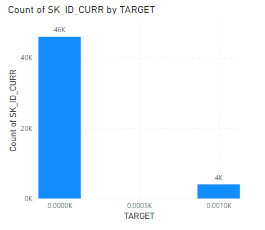 Count of SK_ID_CURR by TARGET
46K
40K
20K
4K
0K
0.0000K
0.0005K
0.0010K
Count of SK_ID_CURR
TARGET